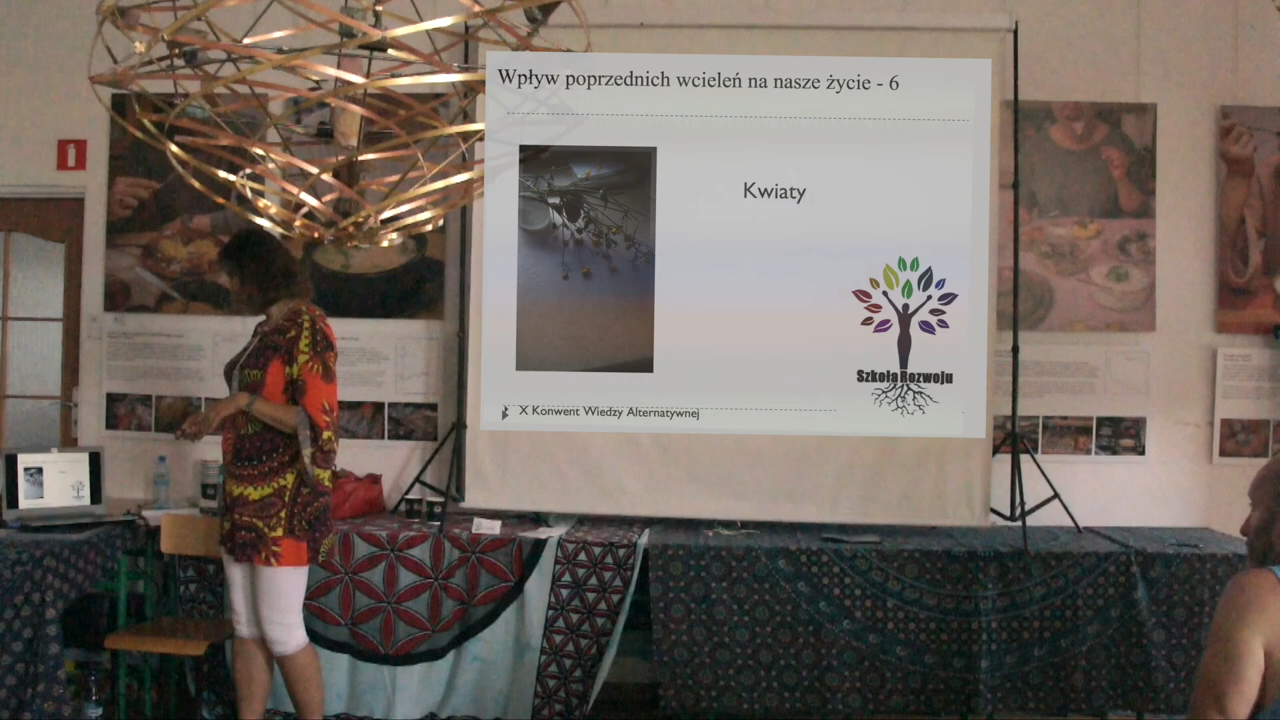 Wpływ poprzednich wcieleń na nasze życie - 6
Kwiaty
Szkoła Rozwoju
X Konwent Wiedzy Alternatywnej